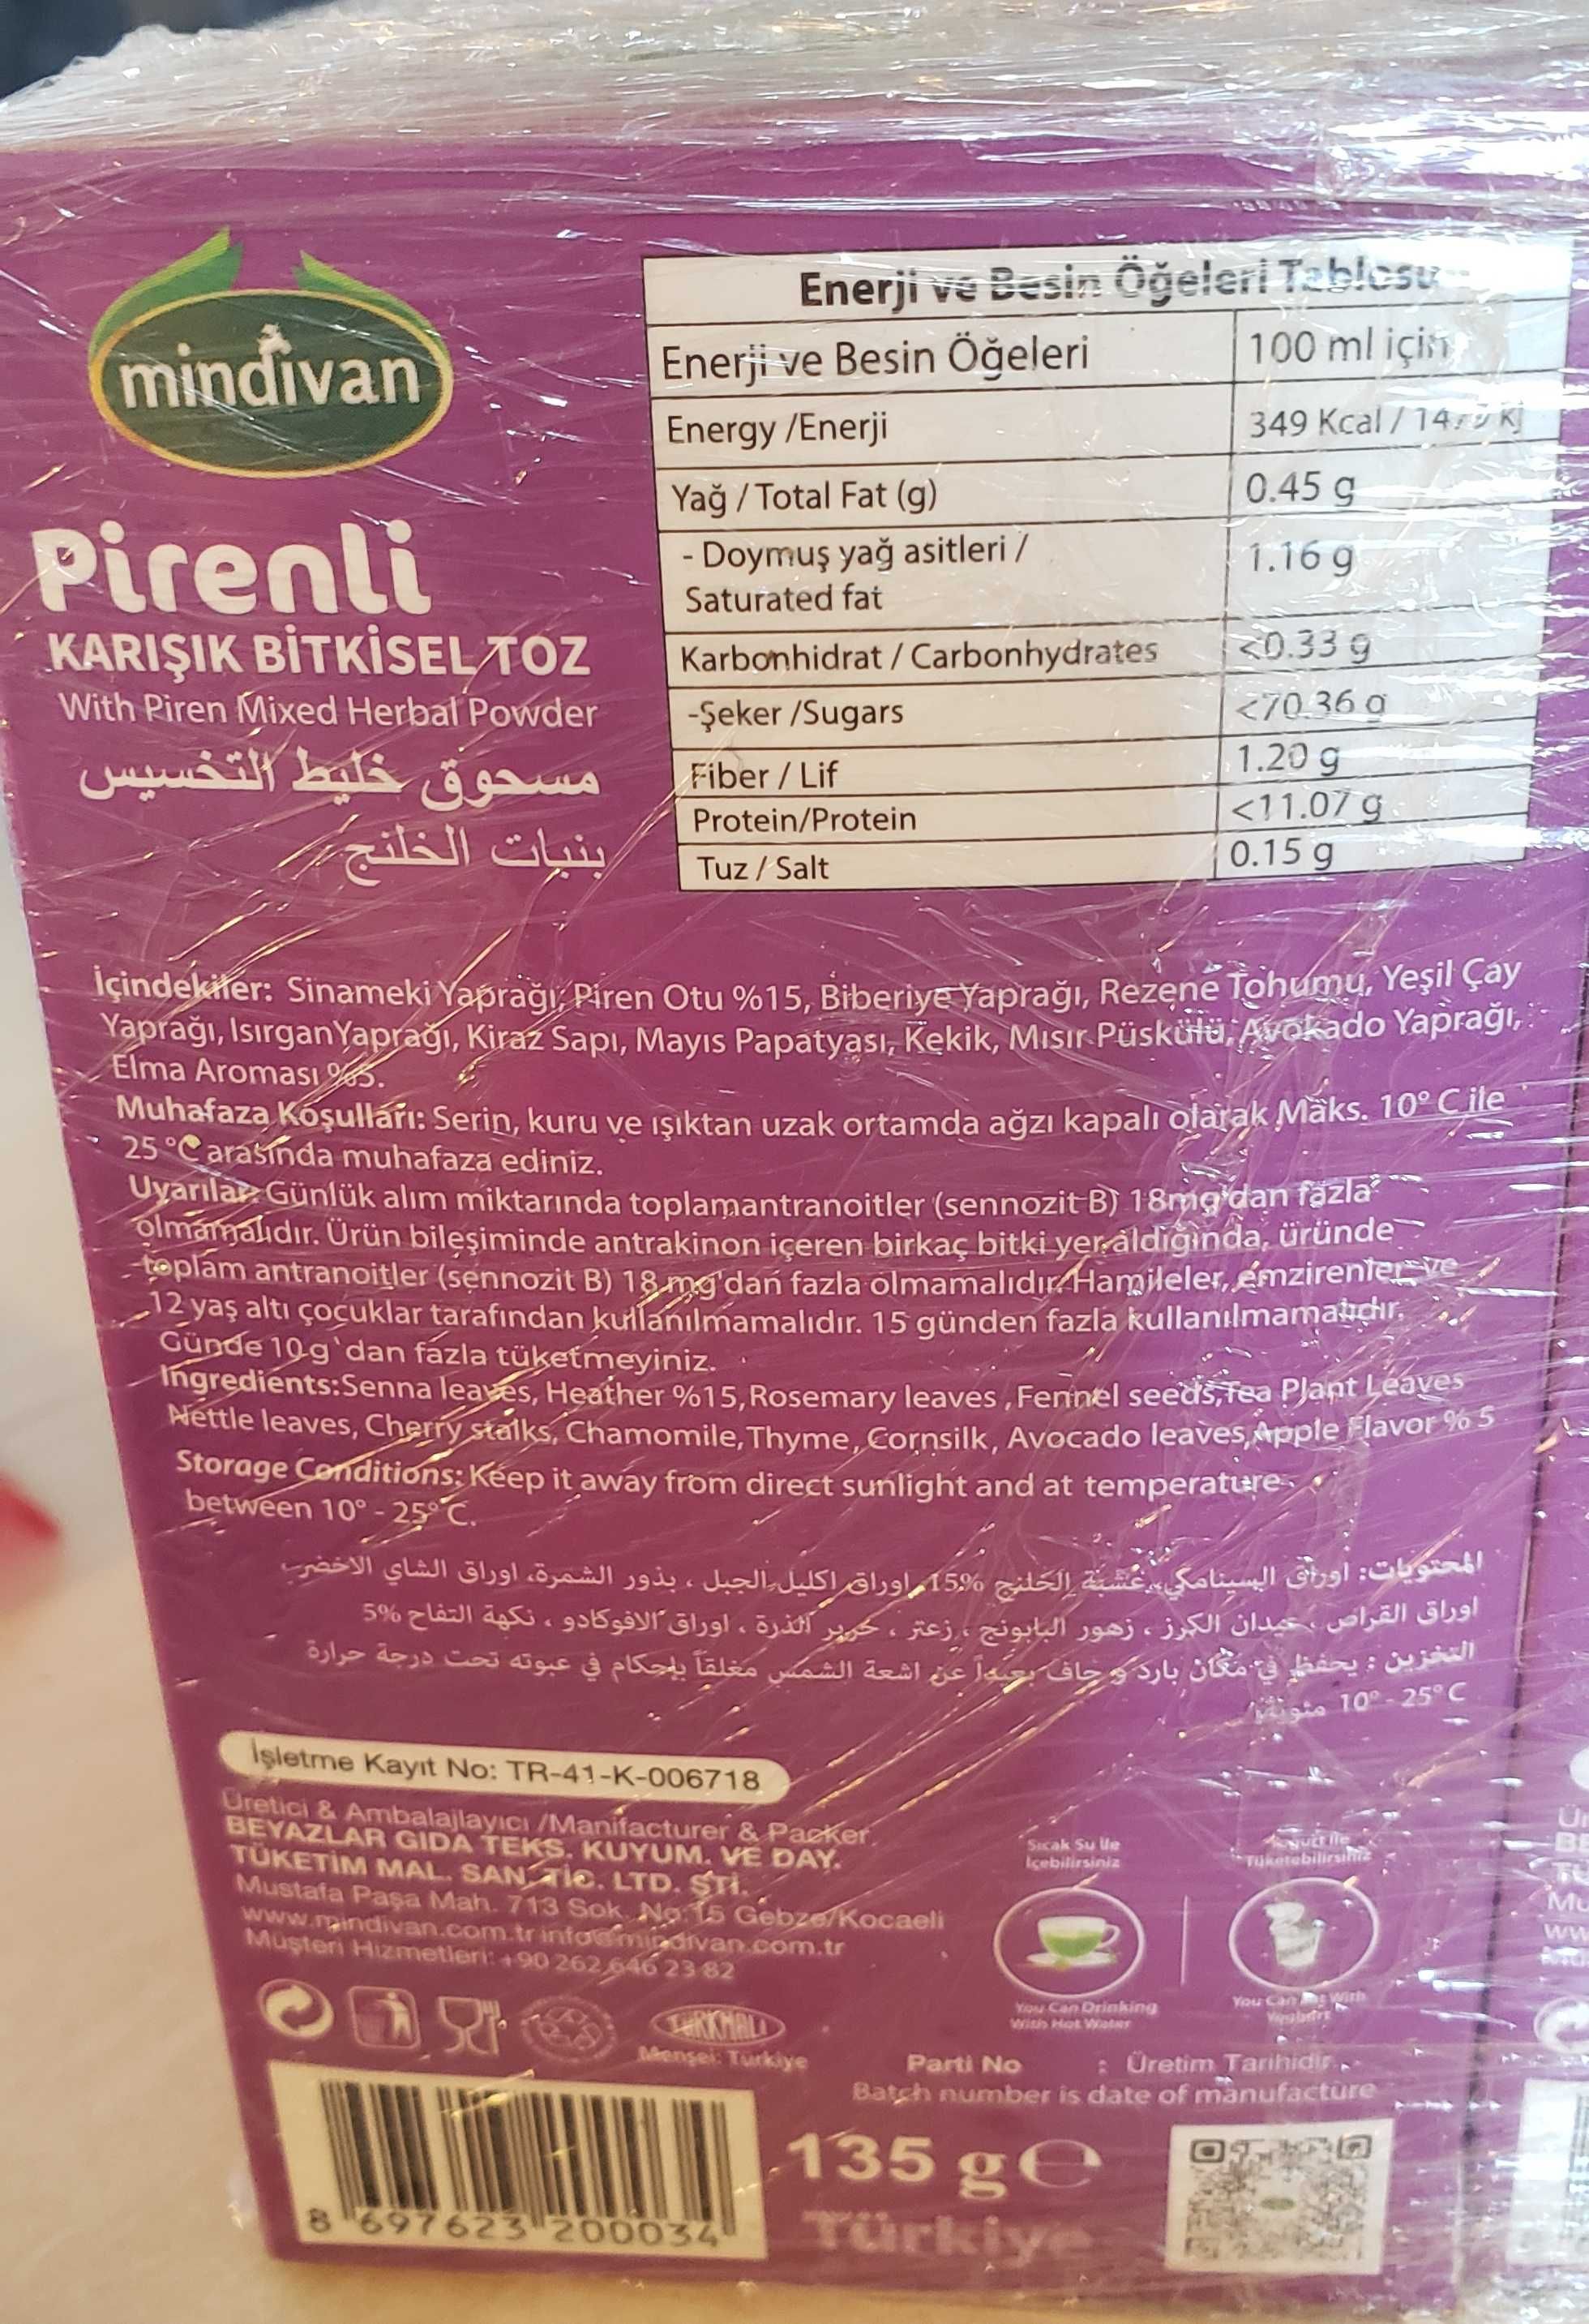 mindivan
Pirenli
KARIŞIK BİTKİSEL TOZ
With Piren Mixed Herbal Powder
مسحوق خليط التخسيس
بنبات الخلنج
Enerji ve Besin Öğeleri Tablosu
Enerji ve Besin Öğeleri 100 ml için
Energy /Enerji 349 Kcal /
Yağ / Total Fat (g) 0.45 g
- Doymuş yağ asitleri / 1.16 g
Saturated fat
Karbonhidrat / Carbonhydrates <0.33 g
-Şeker /Sugars <70.36 g
Fiber / Lif 1.20 g
Protein/Protein <11.07 g
Tuz / Salt 0.15 g
İçindekiler: Sinameki Yaprağı, Piren Otu %15, Biberiye Yaprağı, Rezene Tohumu, Yeşil Çay
Yaprağı, IsırganYaprağı, Kiraz Sapı, Mayıs Papatyası, Kekik, Mısır Püskülü, Avokado Yaprağı,
Elma Aroması %5.
Muhafaza Koşulları: Serin, kuru ve ışıktan uzak ortamda ağzı kapalı olarak Maks. 10° C ile
25 °C arasında muhafaza ediniz.
Uyarılar: Günlük alım miktarında toplamantranoitler (sennozit B) 18mg'dan fazla
olmamalıdır. Ürün bileşiminde antrakinon içeren birkaç bitki yer aldığında, üründe
toplam antranoitler (sennozit B) 18 mg'dan fazla olmamalıdır. Hamileler, emzirenler ve
12 yaş altı çocuklar tarafından kullanılmamalıdır. 15 günden fazla kullanılmamalıdır.
Günde 10 g'dan fazla tüketmeyiniz.
Ingredients:Senna leaves, Heather %15, Rosemary leaves , Fennel seeds, Tea Plant Leaves
Nettle leaves, Cherry stalks, Chamomile, Thyme, Cornsilk, Avocado leaves, Apple Flavor % 5
Storage Conditions: Keep it away from direct sunlight and at temperature
between 10° - 25° C.
المحتويات: اوراق السينامكي، عشبة الخلنج %15، اوراق اكليل الجبل ، بذور الشمرة، اوراق الشاي الاخضر
اوراق القراص ، عيدان الكرز ، زهور البابونج ، زعتر ، حرير الذرة ، اوراق الافوكادو ، نكهة التفاح %5
التخزين : يحفظ في مكان بارد و جاف بعيداً عن اشعة الشمس مغلقاً بإحكام في عبوته تحت درجة حرارة
10° - 25° C مئوية
İşletme Kayıt No: TR-41-K-006718
Üretici & Ambalajlayıcı /Manifacturer & Packer
BEYAZLAR GIDA TEKS. KUYUM. VE DAY.
TÜKETİM MAL. SAN. TİC. LTD. ŞTİ.
Mustafa Paşa Mah. 713 Sok. No:15 Gebze/Kocaeli
www.mindivan.com.tr info@mindivan.com.tr
Müşteri Hizmetleri: +90 262 646 23 82
Sıcak Su ile
İçebilirsiniz
Tüketebilirsiniz
You Can Drinking
With Hot Water
You Can With
TÜRK MALI
Menşei: Türkiye
Parti No : Üretim Tarihidir.
Batch number is date of manufacture
135 g e
Türkiye
8 697623 200034